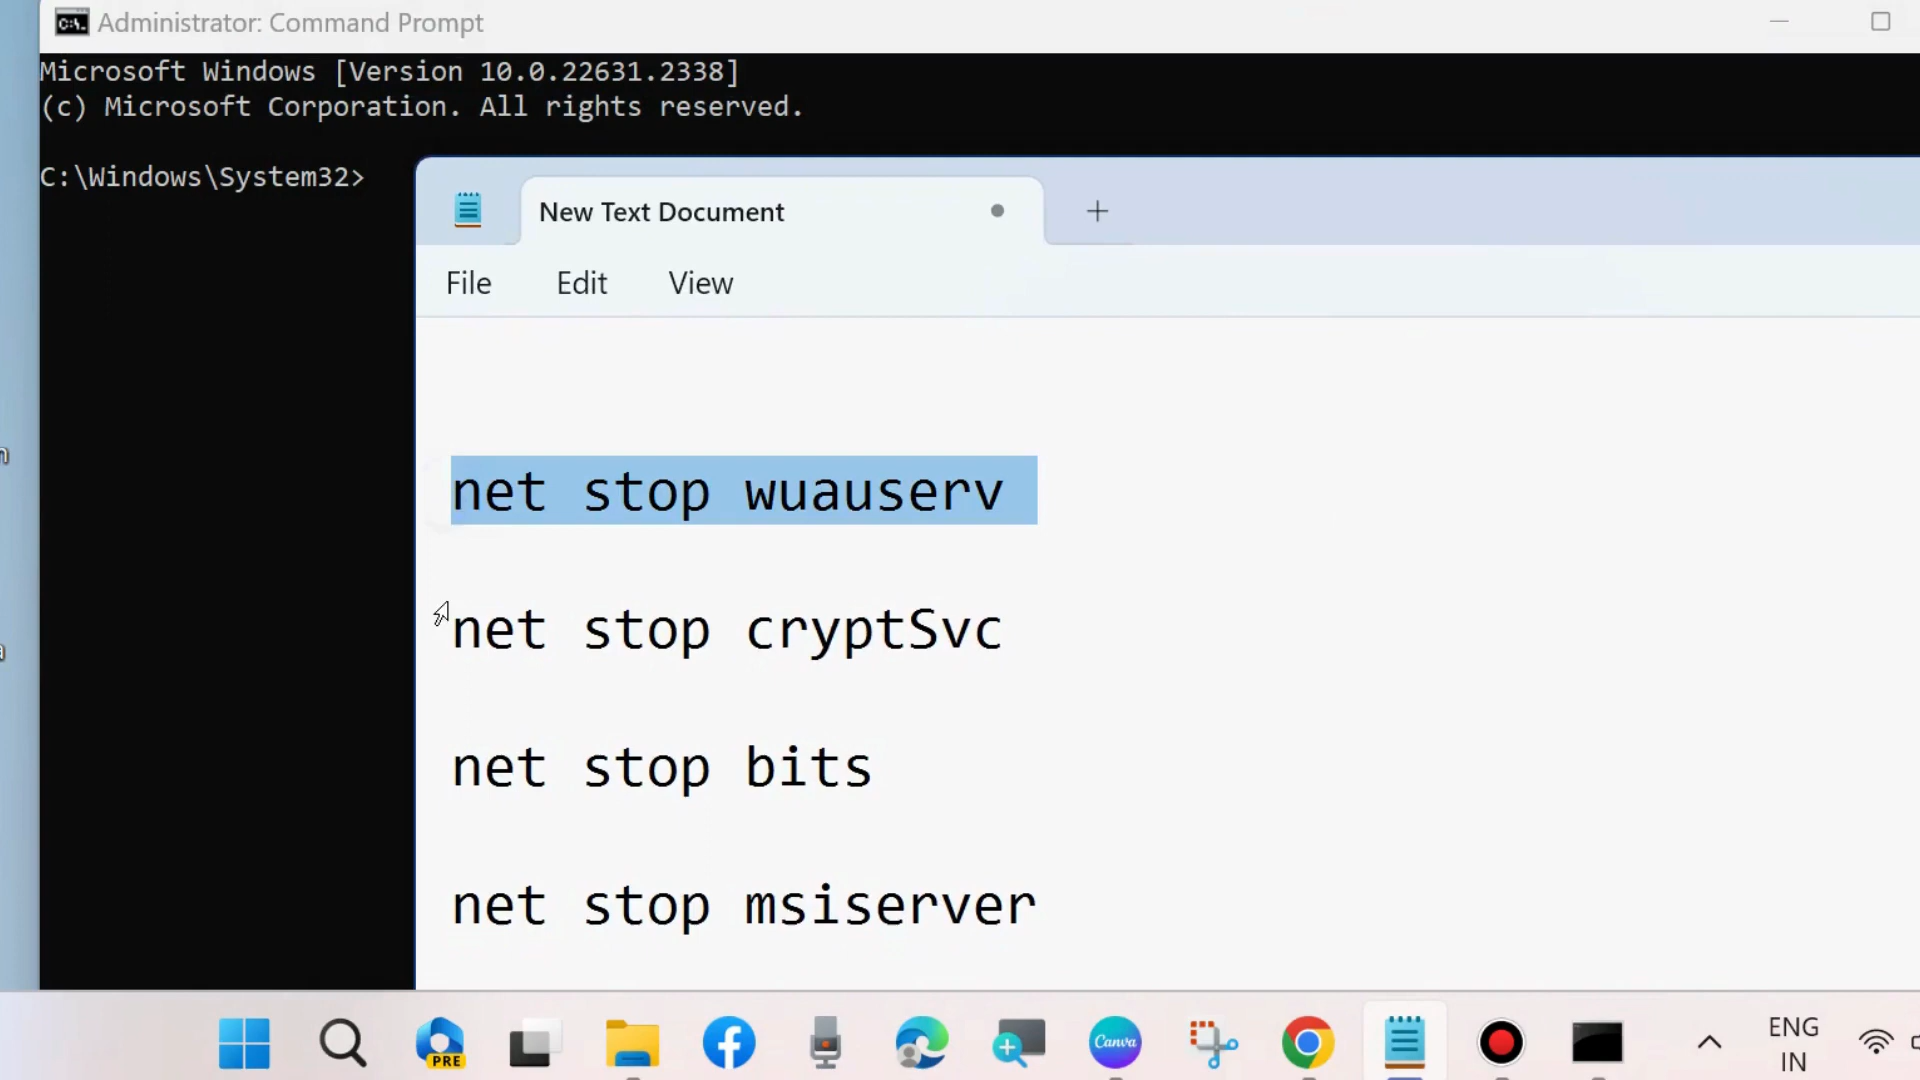 Administrator: Command Prompt
Microsoft Windows [Version 10.0.22631.2338]
(c) Microsoft Corporation. All rights reserved.
C:\Windows\System32>
New Text Document
File Edit View
net stop wuauserv
net stop cryptSvc
net stop bits
net stop msiserver
n
a
PRE
Canva
ENG
IN